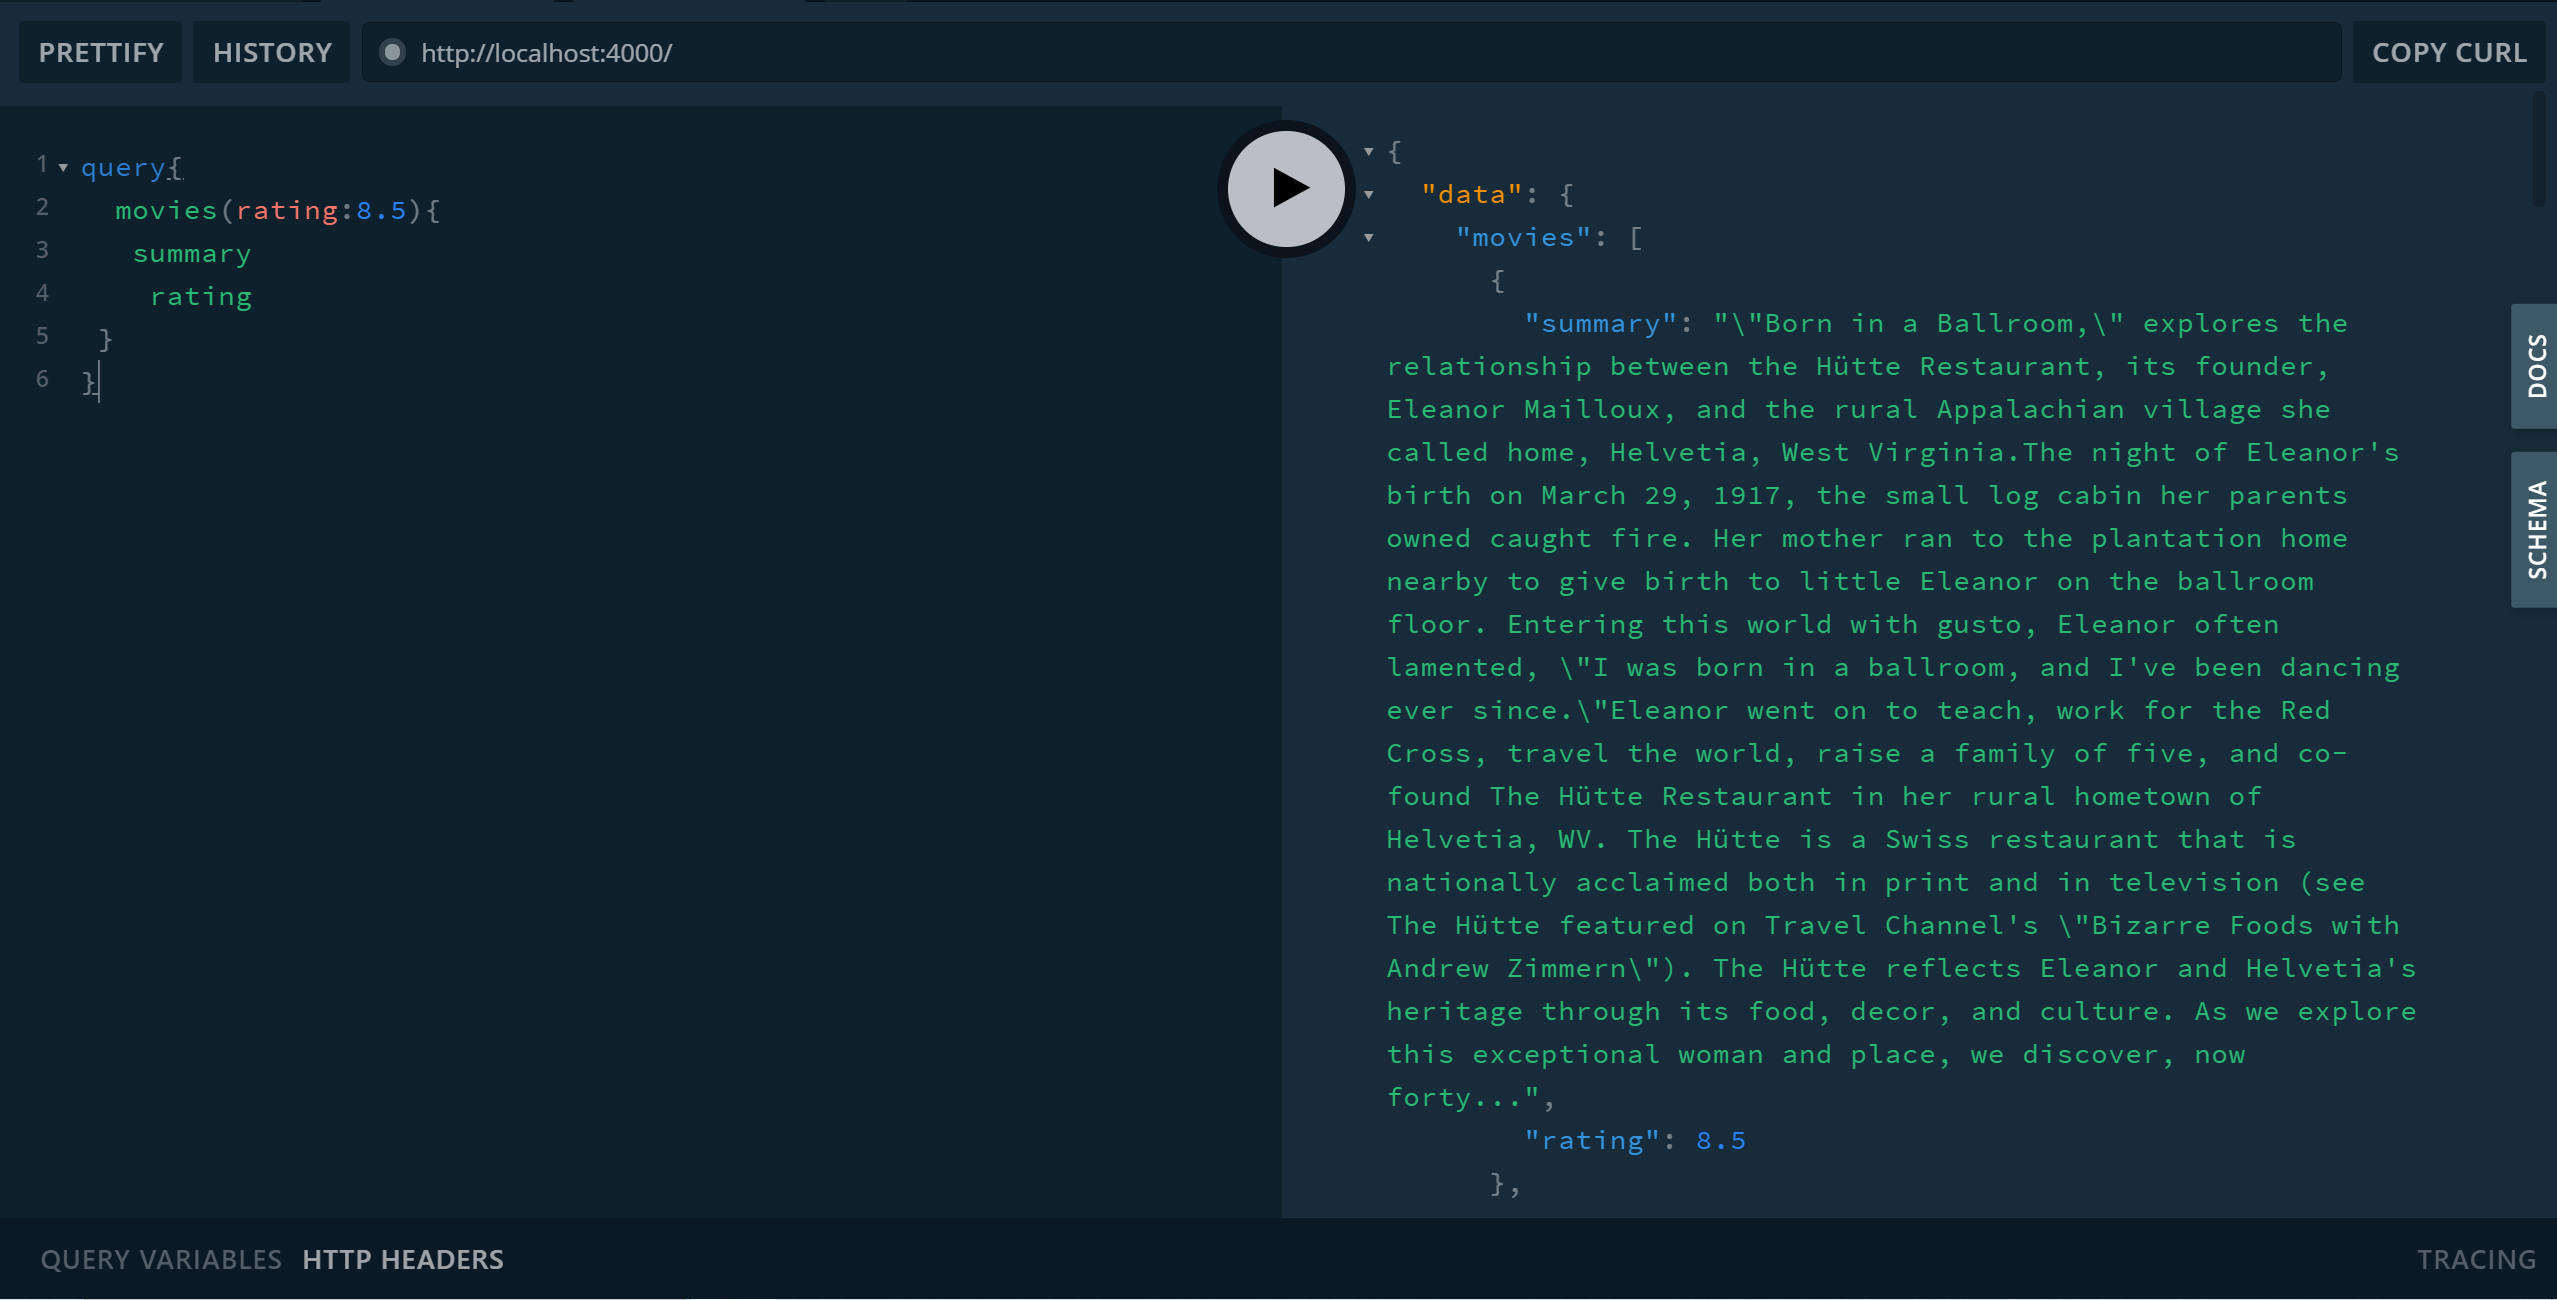 PRETTIFY HISTORY http://localhost:4000/ COPY CURL
1 query{
2 movies(rating:8.5){
3 summary
4 rating
5 }
6 }
{
"data": {
"movies": [
{
"summary": "\"Born in a Ballroom,\" explores the
relationship between the Hütte Restaurant, its founder,
Eleanor Mailloux, and the rural Appalachian village she
called home, Helvetia, West Virginia.The night of Eleanor's
birth on March 29, 1917, the small log cabin her parents
owned caught fire. Her mother ran to the plantation home
nearby to give birth to little Eleanor on the ballroom
floor. Entering this world with gusto, Eleanor often
lamented, \"I was born in a ballroom, and I've been dancing
ever since.\"Eleanor went on to teach, work for the Red
Cross, travel the world, raise a family of five, and co-
found The Hütte Restaurant in her rural hometown of
Helvetia, WV. The Hütte is a Swiss restaurant that is
nationally acclaimed both in print and in television (see
The Hütte featured on Travel Channel's \"Bizarre Foods with
Andrew Zimmern\"). The Hütte reflects Eleanor and Helvetia's
heritage through its food, decor, and culture. As we explore
this exceptional woman and place, we discover, now
forty...",
"rating": 8.5
},
DOCS
SCHEMA
QUERY VARIABLES HTTP HEADERS TRACING